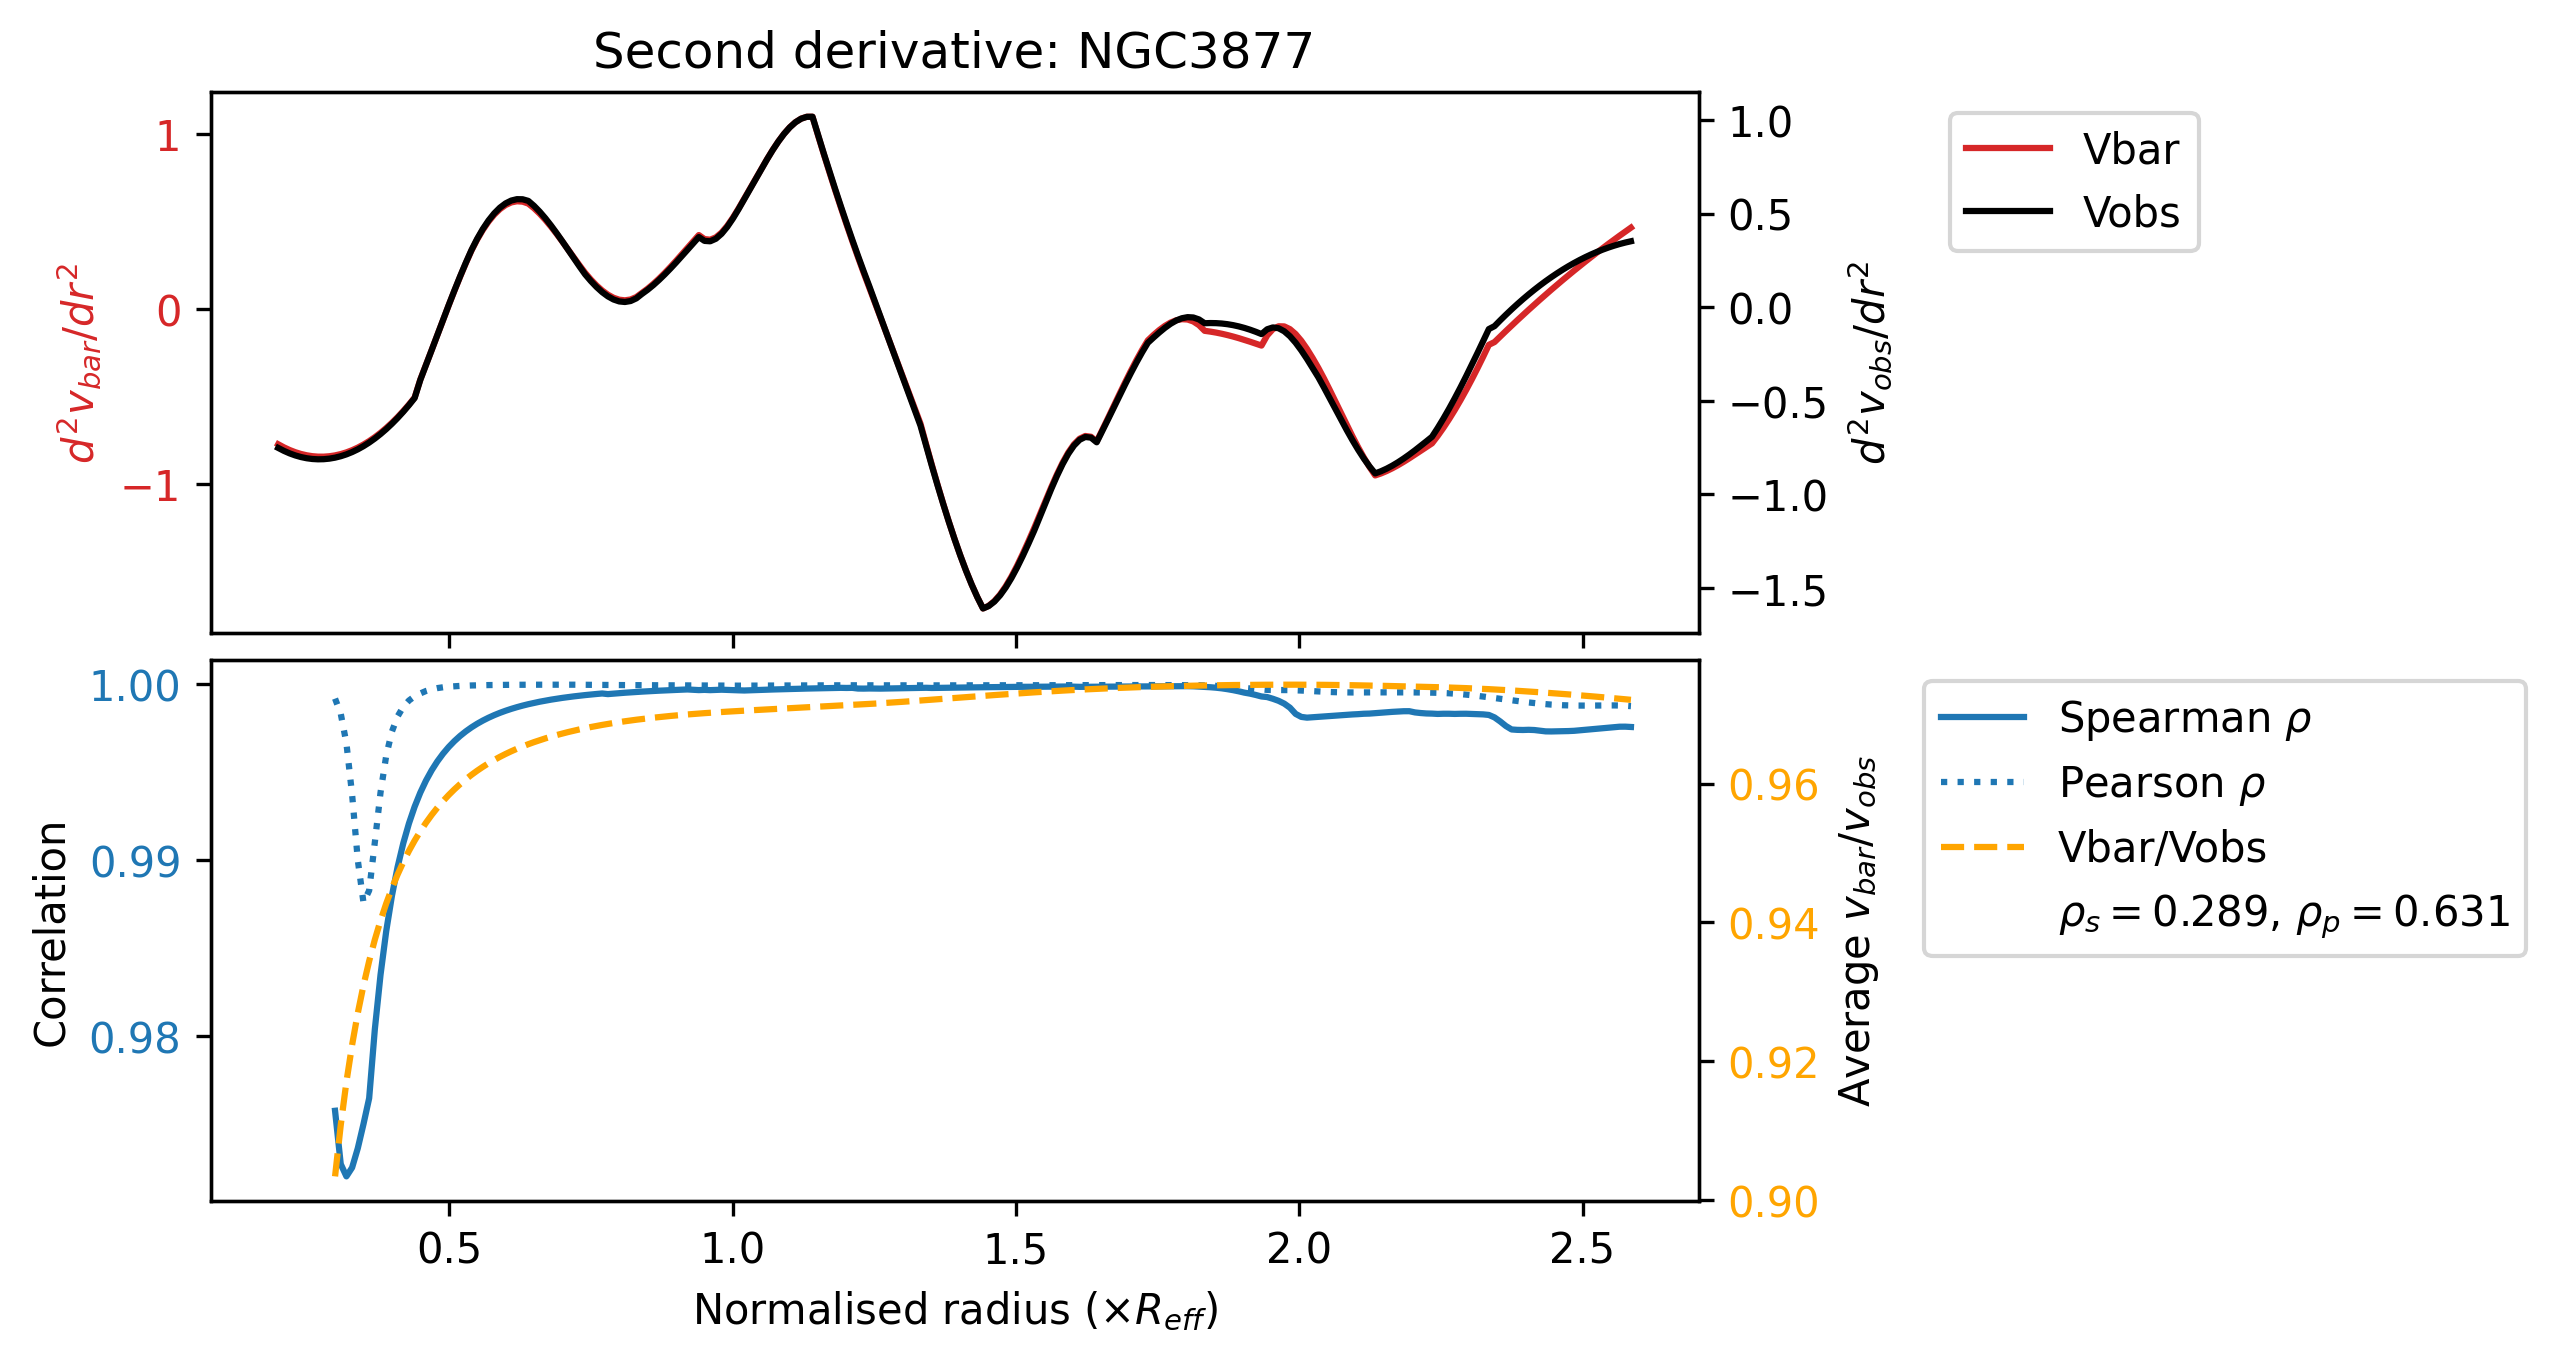 Second derivative: NGC3877
1
0
−1
d²v_bar/dr²
1.0
0.5
0.0
−0.5
−1.0
−1.5
d²v_obs/dr²
Vbar
Vobs
1.00
0.99
0.98
Correlation
0.96
0.94
0.92
0.90
Average v_bar/v_obs
Spearman ρ
Pearson ρ
Vbar/Vobs
ρ_s = 0.289, ρ_p = 0.631
0.5 1.0 1.5 2.0 2.5
Normalised radius (×R_eff)